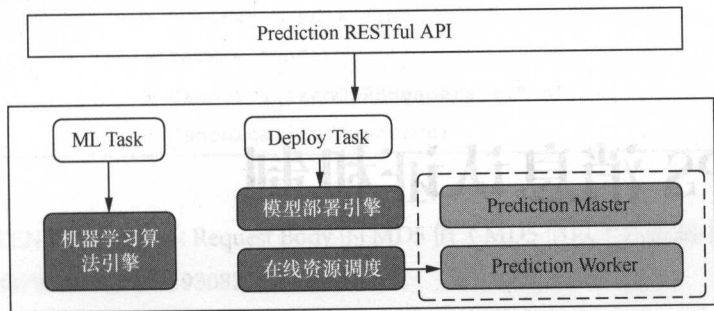 Prediction RESTful API
ML Task
Deploy Task
模型部署引擎
Prediction Master
机器学习算
法引擎
在线资源调度
Prediction Worker